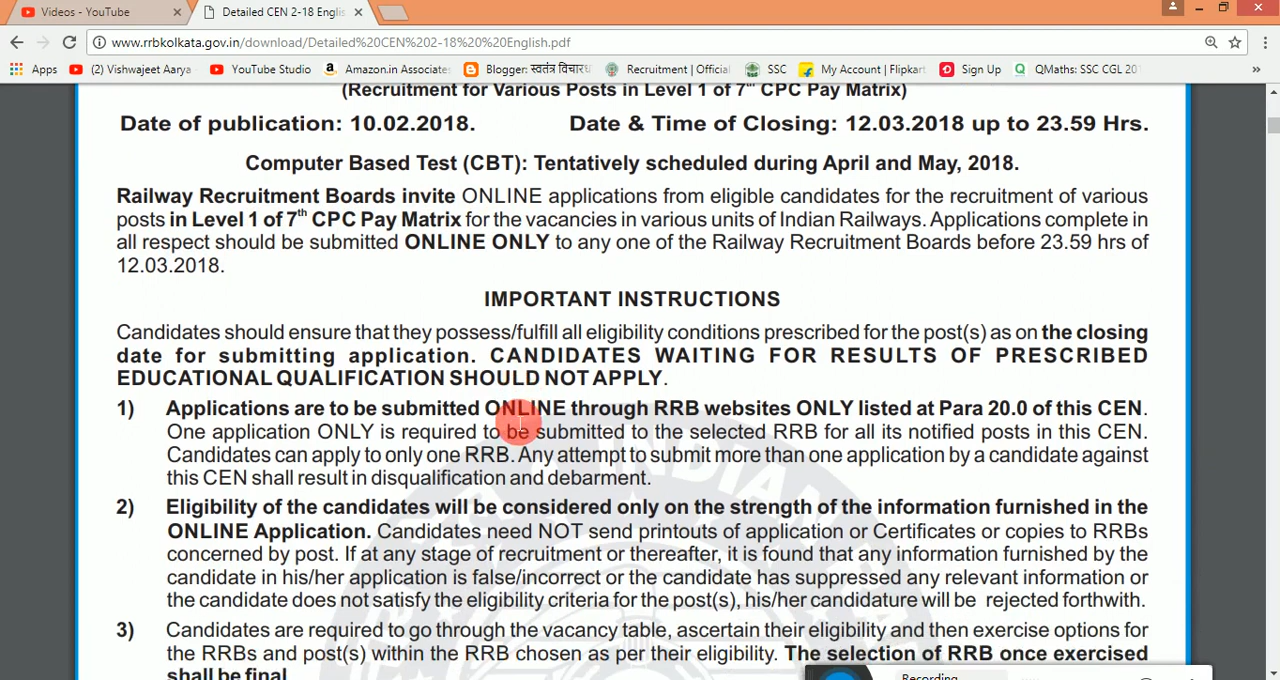 Videos - YouTube
Detailed CEN 2-18 Englis
www.rrbkolkata.gov.in/download/Detailed%20CEN%202-18%20%20English.pdf
Apps (2) Vishwajeet Aarya YouTube Studio Amazon.in Associates Blogger: स्वतंत्र विचारध Recruitment | Official SSC My Account | Flipkart Sign Up QMaths: SSC CGL 201 »
(Recruitment for Various Posts in Level 1 of 7th CPC Pay Matrix)
Date of publication: 10.02.2018. Date & Time of Closing: 12.03.2018 up to 23.59 Hrs.
Computer Based Test (CBT): Tentatively scheduled during April and May, 2018.
Railway Recruitment Boards invite ONLINE applications from eligible candidates for the recruitment of various
posts in Level 1 of 7th CPC Pay Matrix for the vacancies in various units of Indian Railways. Applications complete in
all respect should be submitted ONLINE ONLY to any one of the Railway Recruitment Boards before 23.59 hrs of
12.03.2018.
IMPORTANT INSTRUCTIONS
Candidates should ensure that they possess/fulfill all eligibility conditions prescribed for the post(s) as on the closing
date for submitting application. CANDIDATES WAITING FOR RESULTS OF PRESCRIBED
EDUCATIONAL QUALIFICATION SHOULD NOT APPLY.
1) Applications are to be submitted ONLINE through RRB websites ONLY listed at Para 20.0 of this CEN.
One application ONLY is required to be submitted to the selected RRB for all its notified posts in this CEN.
Candidates can apply to only one RRB. Any attempt to submit more than one application by a candidate against
this CEN shall result in disqualification and debarment.
2) Eligibility of the candidates will be considered only on the strength of the information furnished in the
ONLINE Application. Candidates need NOT send printouts of application or Certificates or copies to RRBs
concerned by post. If at any stage of recruitment or thereafter, it is found that any information furnished by the
candidate in his/her application is false/incorrect or the candidate has suppressed any relevant information or
the candidate does not satisfy the eligibility criteria for the post(s), his/her candidature will be rejected forthwith.
3) Candidates are required to go through the vacancy table, ascertain their eligibility and then exercise options for
the RRBs and post(s) within the RRB chosen as per their eligibility. The selection of RRB once exercised
shall be final.
Recording